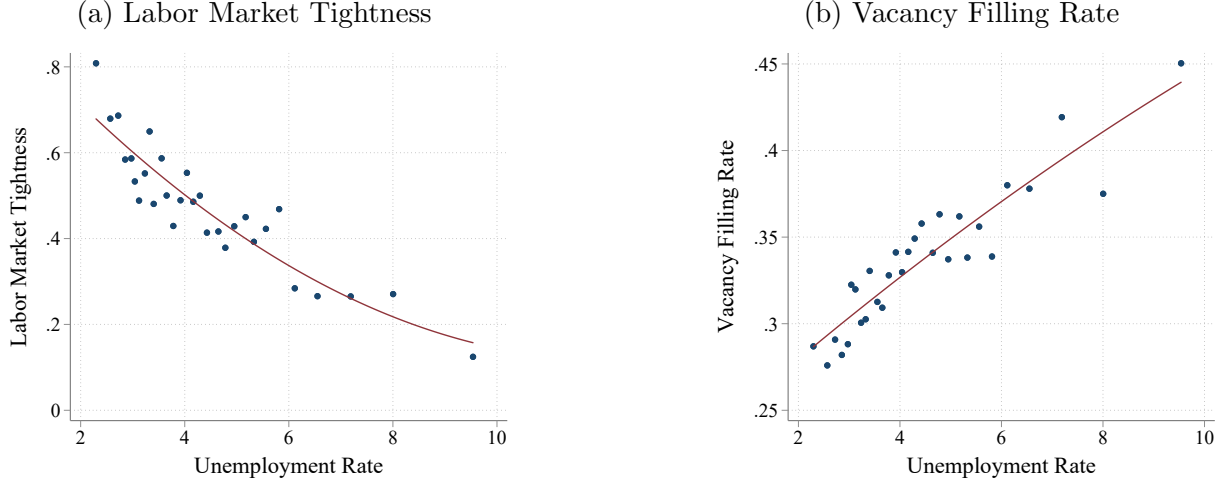 (a) Labor Market Tightness
Labor Market Tightness
.8
.6
.4
.2
0
2 4 6 8 10
Unemployment Rate
(b) Vacancy Filling Rate
Vacancy Filling Rate
.45
.4
.35
.3
.25
2 4 6 8 10
Unemployment Rate